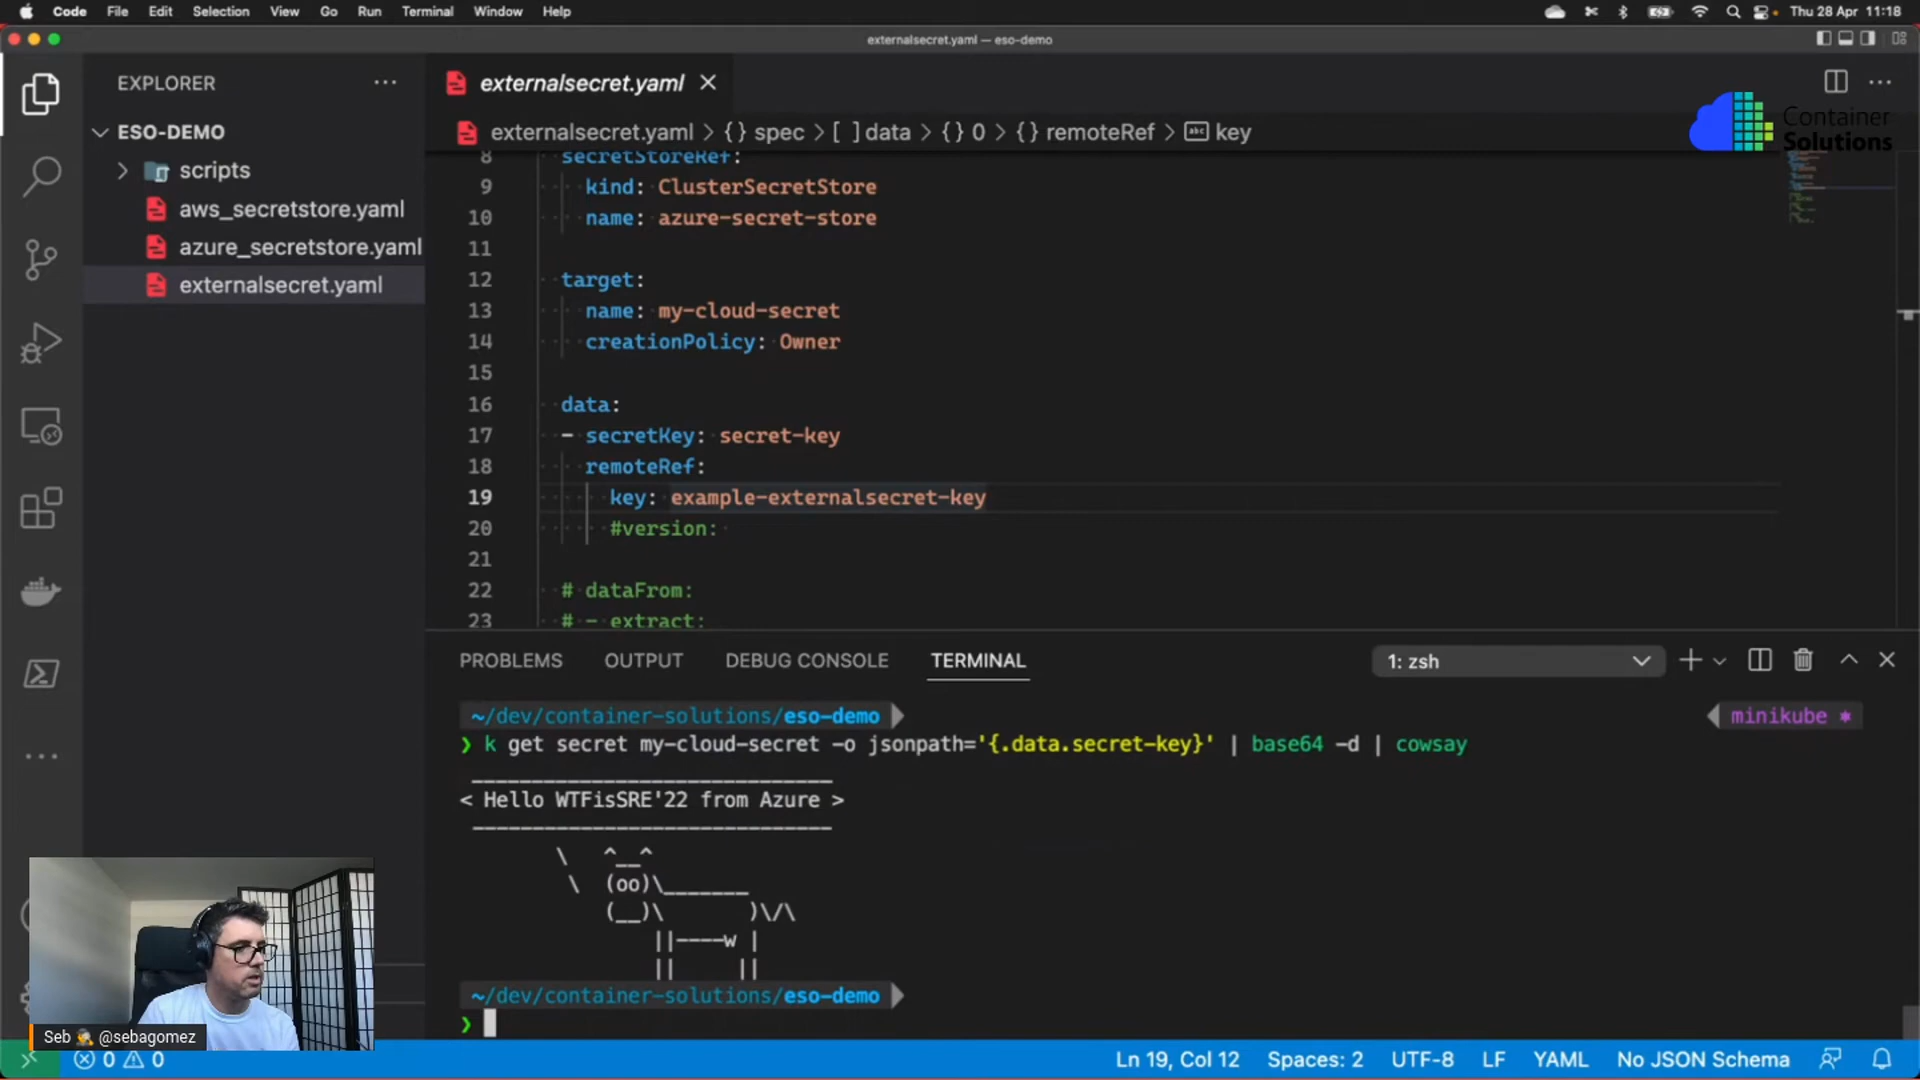 Code File Edit Selection View Go Run Terminal Window Help Thu 28 Apr 11:18
externalsecret.yaml — eso-demo
EXPLORER ···
ESO-DEMO
scripts
aws_secretstore.yaml
azure_secretstore.yaml
externalsecret.yaml
externalsecret.yaml
externalsecret.yaml > {} spec > [ ] data > {} 0 > {} remoteRef > abc key
Container
Solutions
8 secretStoreRef:
9 kind: ClusterSecretStore
10 name: azure-secret-store
11
12 target:
13 name: my-cloud-secret
14 creationPolicy: Owner
15
16 data:
17 - secretKey: secret-key
18 remoteRef:
19 key: example-externalsecret-key
20 #version:
21
22 # dataFrom:
23 # - extract:
PROBLEMS OUTPUT DEBUG CONSOLE TERMINAL 1: zsh
~/dev/container-solutions/eso-demo minikube
❯ k get secret my-cloud-secret -o jsonpath='{.data.secret-key}' | base64 -d | cowsay
______________________________
< Hello WTFisSRE'22 from Azure >
------------------------------
\ ^__^
\ (oo)\_______
(__)\ )\/\
||----w |
|| ||
~/dev/container-solutions/eso-demo
❯
Seb @sebagomez
0 0 Ln 19, Col 12 Spaces: 2 UTF-8 LF YAML No JSON Schema